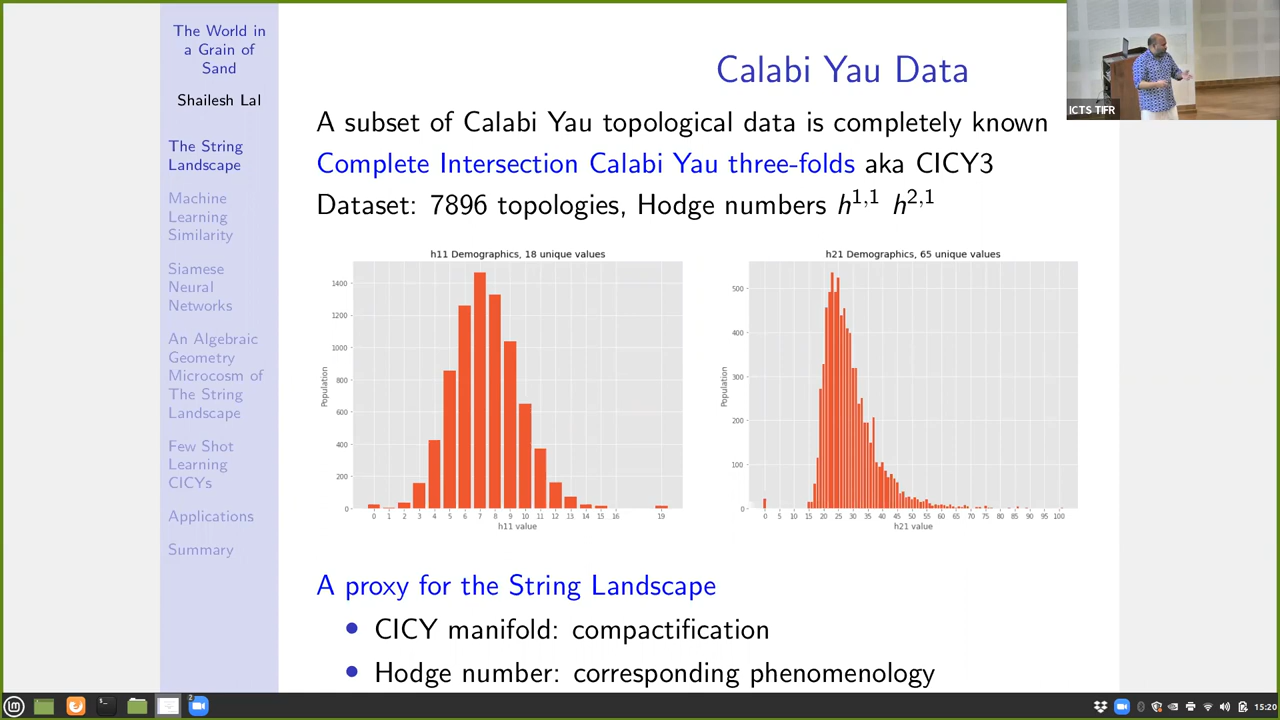 The World in
a Grain of
Sand
Shailesh Lal
The String
Landscape
Machine
Learning
Similarity
Siamese
Neural
Networks
An Algebraic
Geometry
Microcosm of
The String
Landscape
Few Shot
Learning
CICYs
Applications
Summary
Calabi Yau Data
A subset of Calabi Yau topological data is completely known
Complete Intersection Calabi Yau three-folds aka CICY3
Dataset: 7896 topologies, Hodge numbers h^1,1 h^2,1
h11 Demographics, 18 unique values
Population
1400
1200
1000
800
600
400
200
0
0 1 2 3 4 5 6 7 8 9 10 11 12 13 14 15 16 19
h11 value
h21 Demographics, 65 unique values
Population
500
400
300
200
100
0
0 5 10 15 20 25 30 35 40 45 50 55 60 65 70 75 80 85 90 95 100
h21 value
A proxy for the String Landscape
• CICY manifold: compactification
• Hodge number: corresponding phenomenology
ICTS TIFR
2
15:20